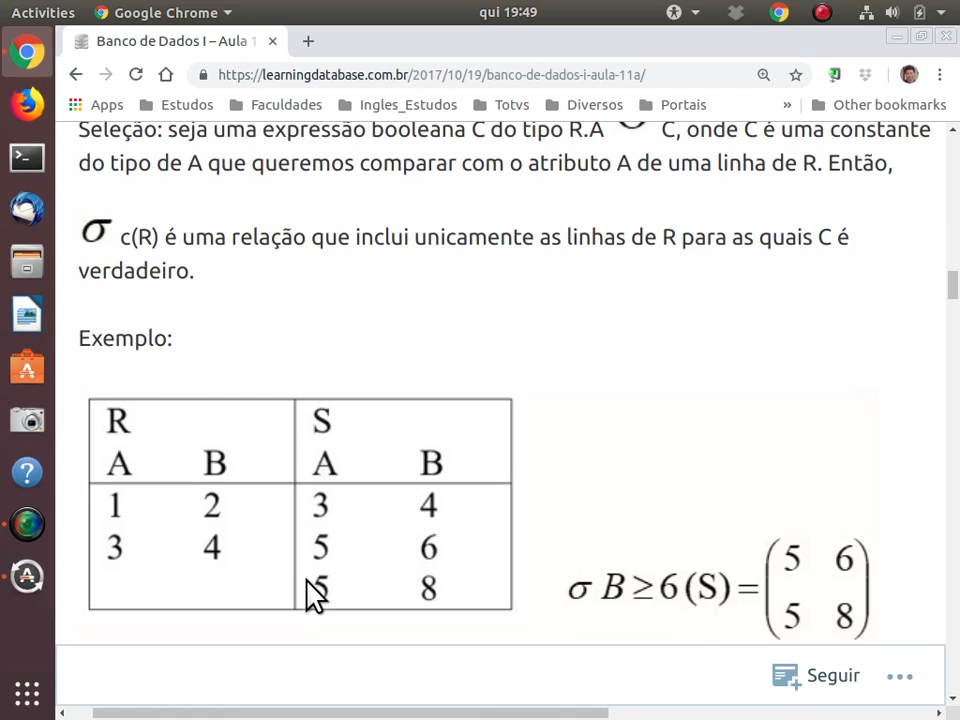 Activities
Google Chrome
qui 19:49
Banco de Dados I – Aula 1
https://learningdatabase.com.br/2017/10/19/banco-de-dados-i-aula-11a/
Apps
Estudos
Faculdades
Ingles_Estudos
Totvs
Diversos
Portais
»
Other bookmarks
Seleção: seja uma expressão booleana C do tipo R.A C, onde C é uma constante
do tipo de A que queremos comparar com o atributo A de uma linha de R. Então,
σ c(R) é uma relação que inclui unicamente as linhas de R para as quais C é
verdadeiro.
Exemplo:
R S
A B A B
1 2 3 4
3 4 5 6
5 8
σ B ≥ 6 (S) = (5 6
5 8)
Seguir